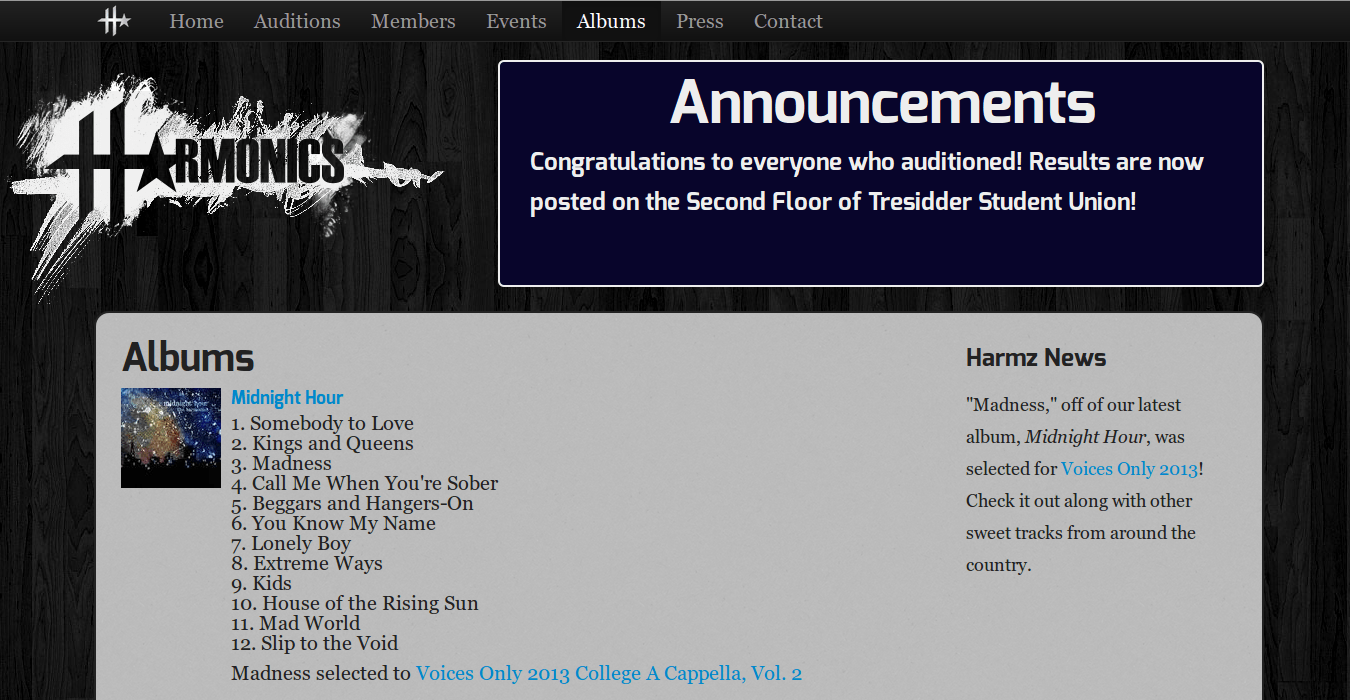 Home Auditions Members Events Albums Press Contact
HARMONICS
Announcements
Congratulations to everyone who auditioned! Results are now
posted on the Second Floor of Tresidder Student Union!
Albums
midnight hour
Midnight Hour
1. Somebody to Love
2. Kings and Queens
3. Madness
4. Call Me When You're Sober
5. Beggars and Hangers-On
6. You Know My Name
7. Lonely Boy
8. Extreme Ways
9. Kids
10. House of the Rising Sun
11. Mad World
12. Slip to the Void
Madness selected to Voices Only 2013 College A Cappella, Vol. 2
Harmz News
"Madness," off of our latest
album, Midnight Hour, was
selected for Voices Only 2013!
Check it out along with other
sweet tracks from around the
country.